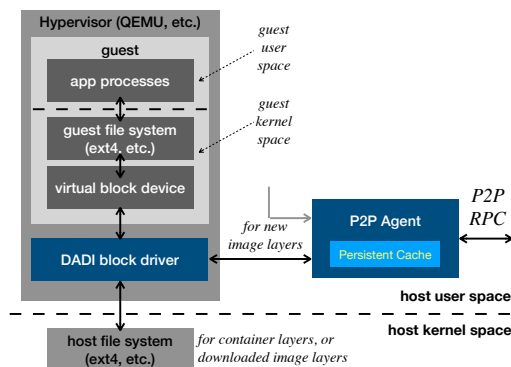 Hypervisor (QEMU, etc.)
guest
app processes
guest file system
(ext4, etc.)
virtual block device
DADI block driver
host file system
(ext4, etc.)
guest
user
space
guest
kernel
space
for new
image layers
P2P Agent
Persistent Cache
P2P
RPC
host user space
host kernel space
for container layers, or
downloaded image layers